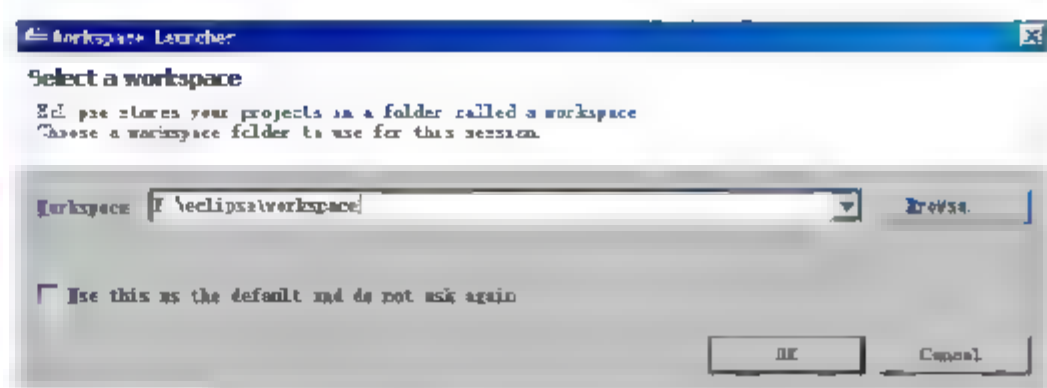 Workspace Launcher
Select a workspace
Eclipse stores your projects in a folder called a workspace
Choose a workspace folder to use for this session.
Workspace \eclipse\workspace
Browse.
Use this as the default and do not ask again
OK Cancel